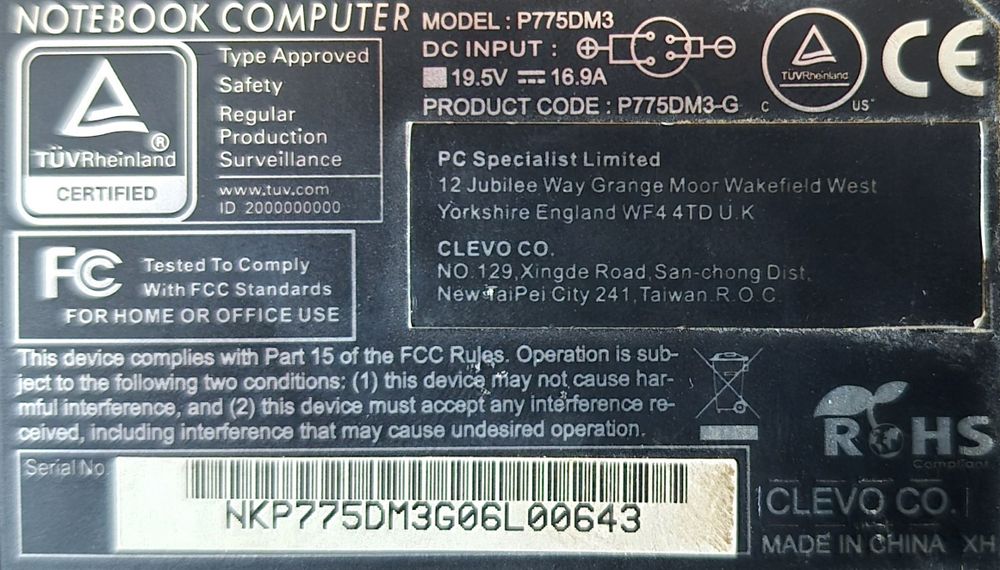 NOTEBOOK COMPUTER
MODEL : P775DM3
DC INPUT :
19.5V 16.9A
PRODUCT CODE : P775DM3-G
TÜVRheinland
C US
CE
TÜVRheinland®
CERTIFIED
Type Approved
Safety
Regular
Production
Surveillance
www.tuv.com
ID 2000000000
PC Specialist Limited
12 Jubilee Way Grange Moor Wakefield West
Yorkshire England WF4 4TD U.K
CLEVO CO.
NO.129,Xingde Road,San-chong Dist,
New TaiPei City 241,Taiwan.R.O.C.
FC Tested To Comply
With FCC Standards
FOR HOME OR OFFICE USE
This device complies with Part 15 of the FCC Rules. Operation is sub-
ject to the following two conditions: (1) this device may not cause har-
mful interference, and (2) this device must accept any interference re-
ceived, including interference that may cause undesired operation.
RoHS
Compliant
Serial No.
NKP775DM3G06L00643
CLEVO CO.
MADE IN CHINA XH